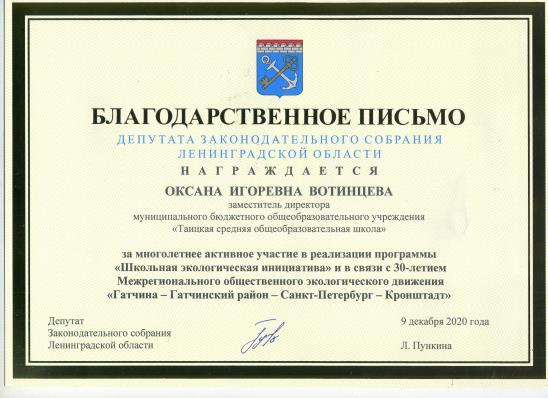 БЛАГОДАРСТВЕННОЕ ПИСЬМО
ДЕПУТАТА ЗАКОНОДАТЕЛЬНОГО СОБРАНИЯ
ЛЕНИНГРАДСКОЙ ОБЛАСТИ
НАГРАЖДАЕТСЯ
ОКСАНА ИГОРЕВНА ВОТИНЦЕВА
заместитель директора
муниципального бюджетного общеобразовательного учреждения
«Таицкая средняя общеобразовательная школа»
за многолетнее активное участие в реализации программы
«Школьная экологическая инициатива» и в связи с 30-летием
Межрегионального общественного экологического движения
«Гатчина – Гатчинский район – Санкт-Петербург – Кронштадт»
Депутат
Законодательного собрания
Ленинградской области
9 декабря 2020 года
Л. Пункина